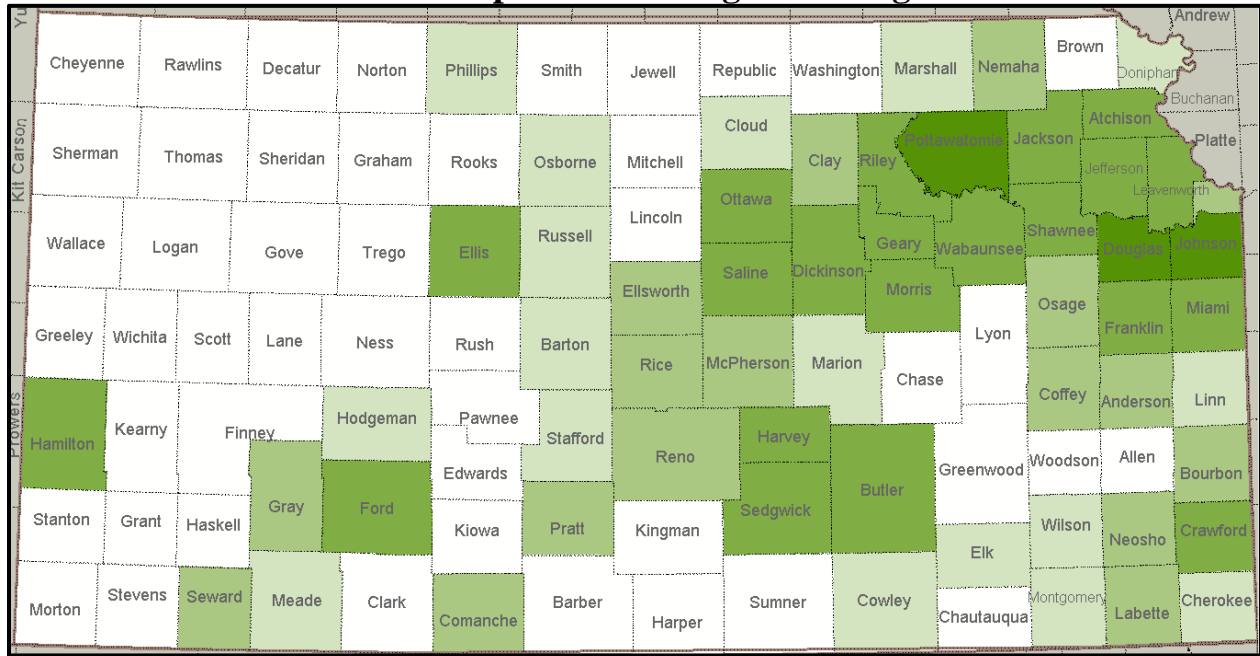 Yu
Andrew
Cheyenne
Rawlins
Decatur
Norton
Phillips
Smith
Jewell
Republic
Washington
Marshall
Nemaha
Brown
Doniphan
Buchanan
Kit Carson
Sherman
Thomas
Sheridan
Graham
Rooks
Osborne
Mitchell
Cloud
Clay
Riley
Pottawatomie
Jackson
Atchison
Platte
Jefferson
Leavenworth
Wallace
Logan
Gove
Trego
Ellis
Russell
Lincoln
Ottawa
Saline
Dickinson
Geary
Wabaunsee
Shawnee
Douglas
Johnson
Greeley
Wichita
Scott
Lane
Ness
Rush
Barton
Ellsworth
Rice
McPherson
Marion
Morris
Chase
Lyon
Osage
Franklin
Miami
Prowers
Hamilton
Kearny
Finney
Hodgeman
Pawnee
Stafford
Edwards
Reno
Harvey
Sedgwick
Butler
Greenwood
Coffey
Anderson
Linn
Woodson
Allen
Bourbon
Stanton
Grant
Haskell
Gray
Ford
Kiowa
Pratt
Kingman
Elk
Wilson
Neosho
Crawford
Morton
Stevens
Seward
Meade
Clark
Comanche
Barber
Harper
Sumner
Cowley
Chautauqua
Montgomery
Labette
Cherokee